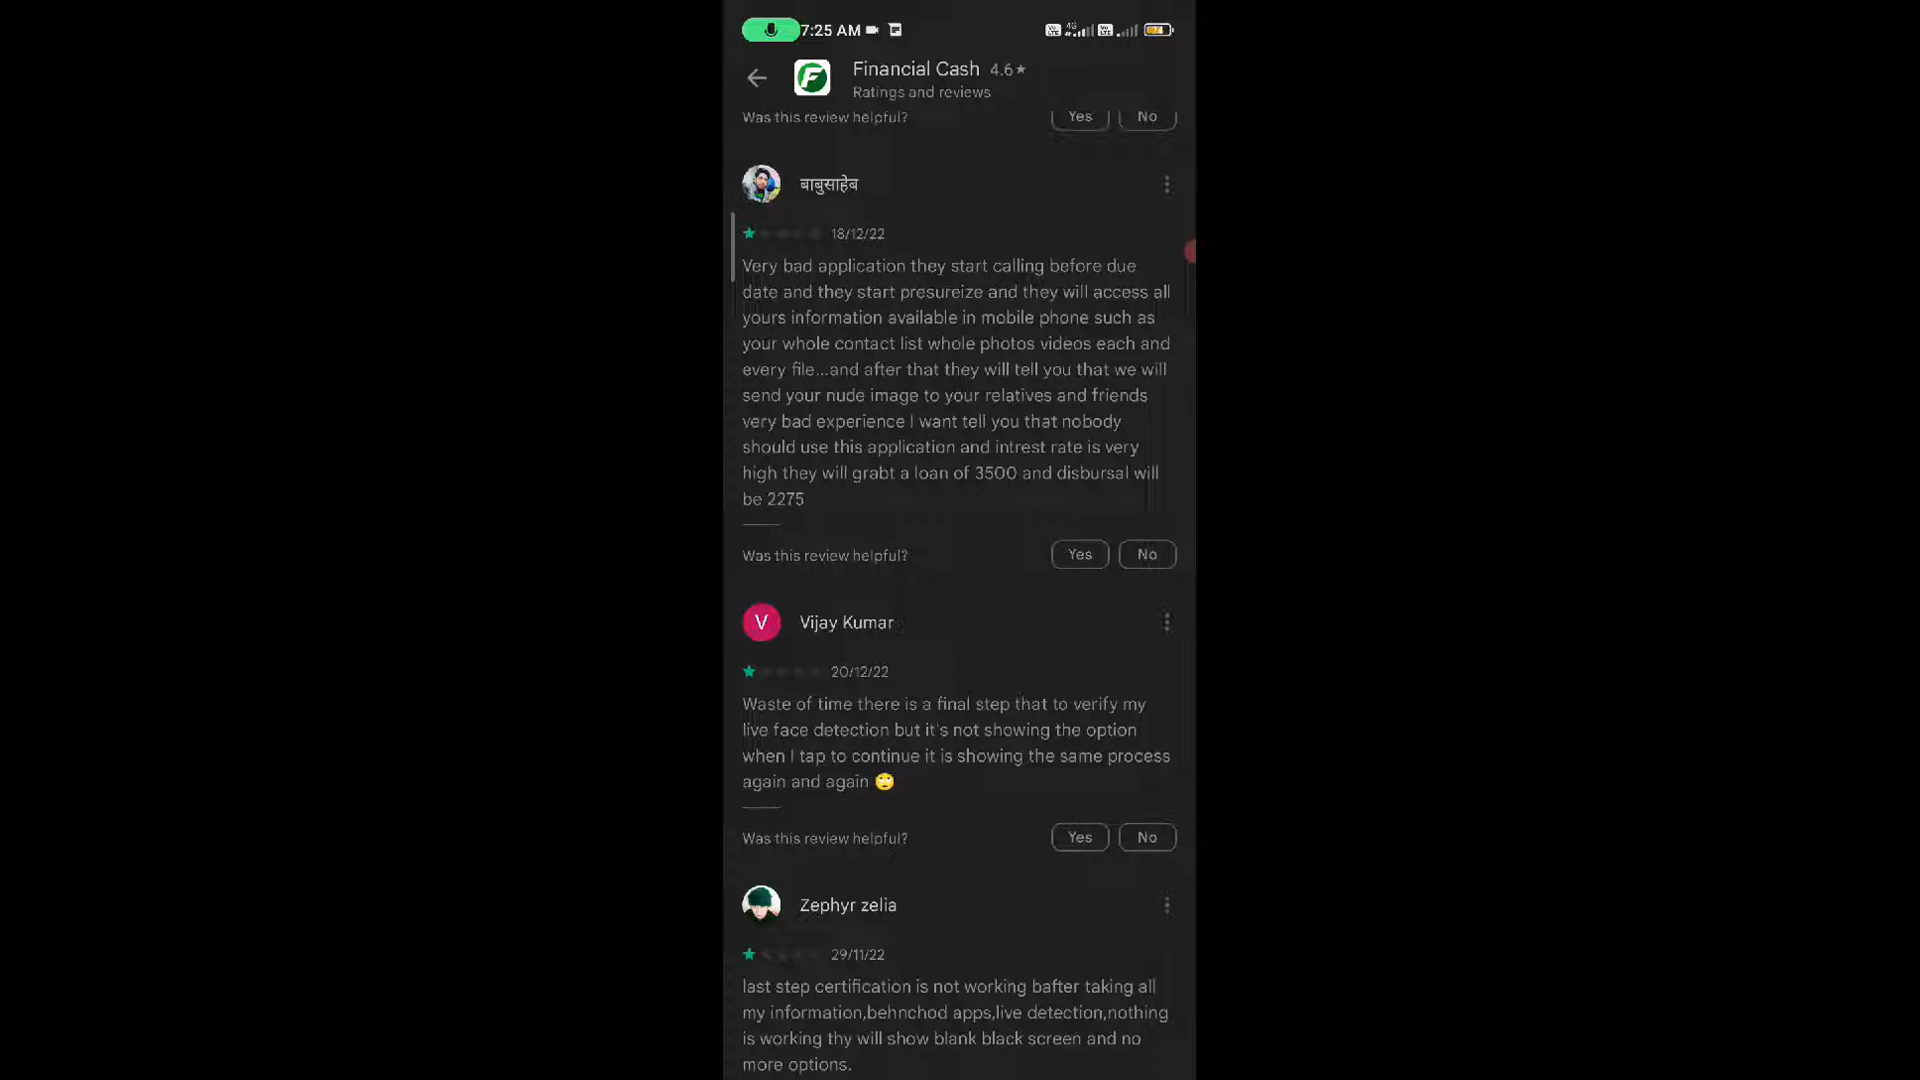 7:25 AM
4G
Financial Cash 4.6★
Ratings and reviews
Was this review helpful? Yes No
बाबुसाहेब
18/12/22
Very bad application they start calling before due
date and they start presureize and they will access all
yours information available in mobile phone such as
your whole contact list whole photos videos each and
every file...and after that they will tell you that we will
send your nude image to your relatives and friends
very bad experience I want tell you that nobody
should use this application and intrest rate is very
high they will grabt a loan of 3500 and disbursal will
be 2275
Was this review helpful? Yes No
V Vijay Kumar
20/12/22
Waste of time there is a final step that to verify my
live face detection but it's not showing the option
when I tap to continue it is showing the same process
again and again 🙄
Was this review helpful? Yes No
Zephyr zelia
29/11/22
last step certification is not working bafter taking all
my information,behnchod apps,live detection,nothing
is working thy will show blank black screen and no
more options.